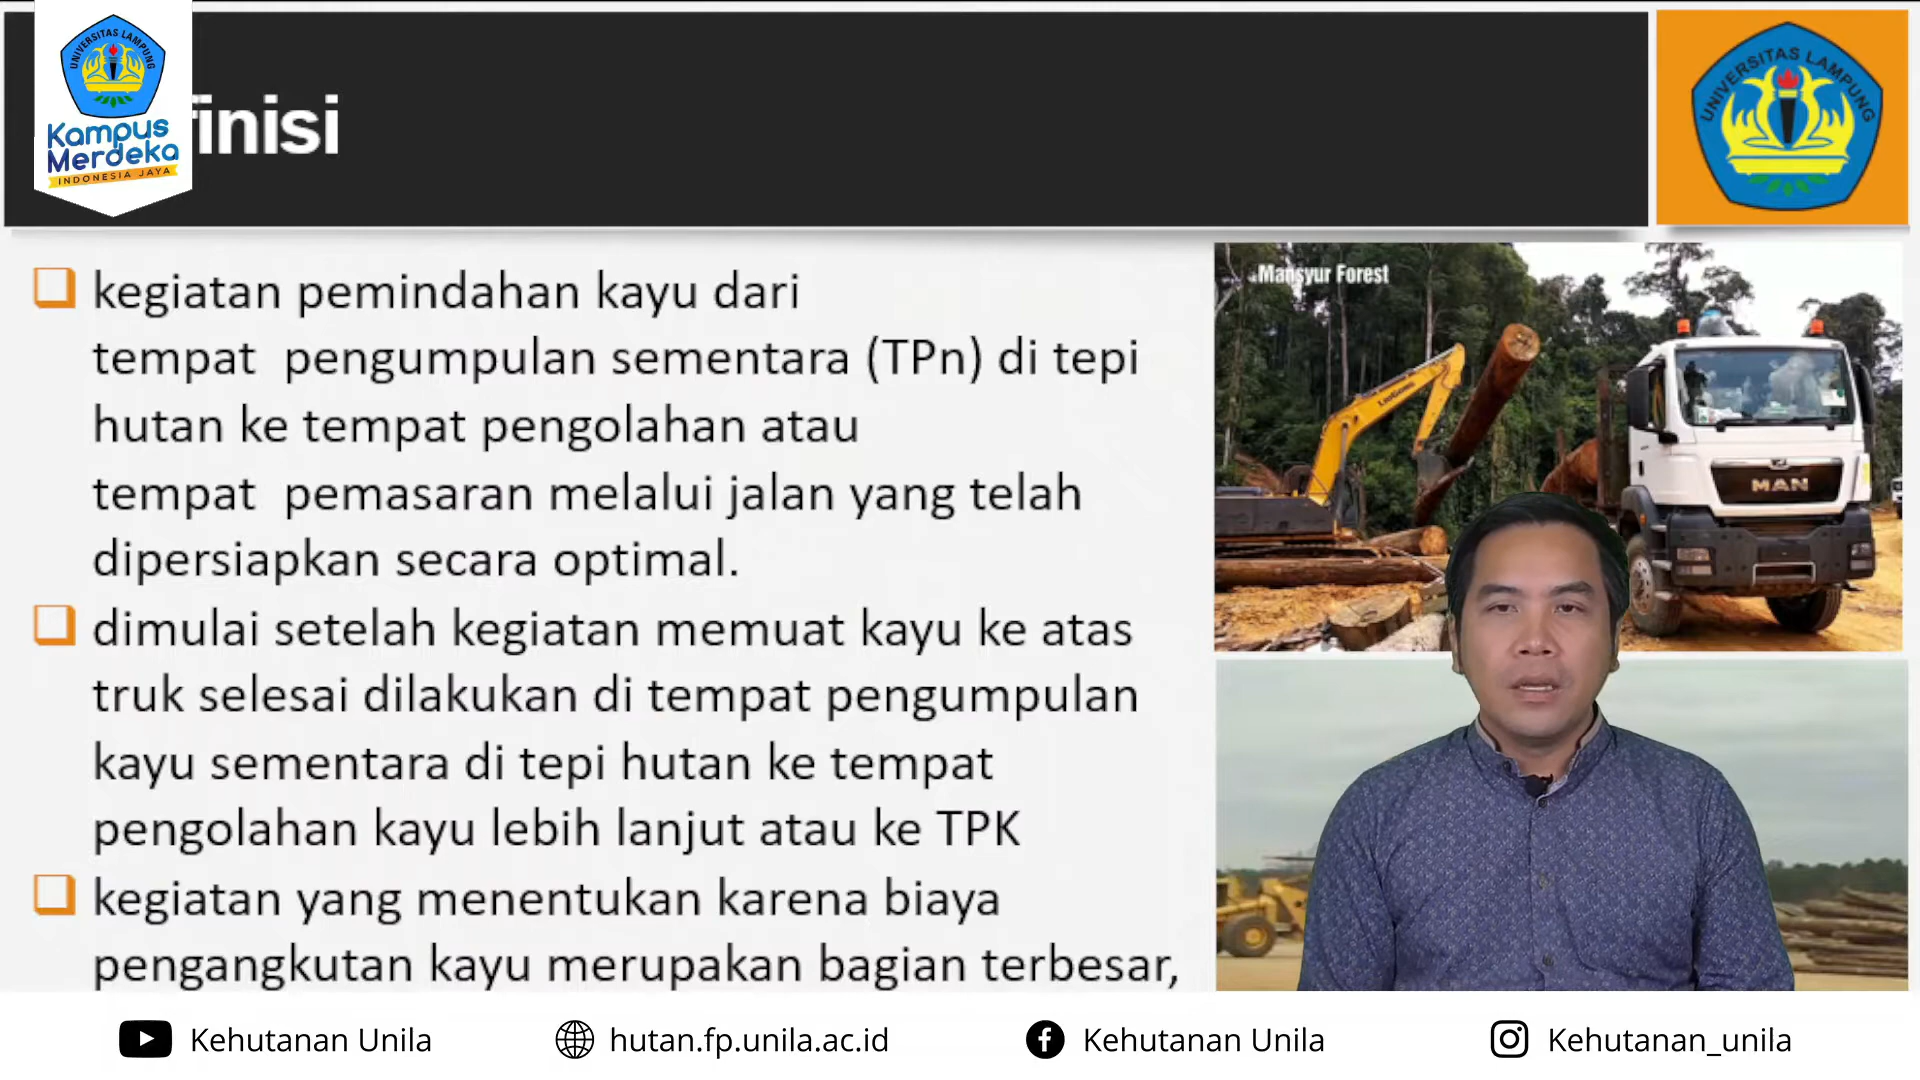 UNIVERSITAS LAMPUNG
Kampus
Merdeka
INDONESIA JAYA
finisi
UNIVERSITAS LAMPUNG
kegiatan pemindahan kayu dari
tempat pengumpulan sementara (TPn) di tepi
hutan ke tempat pengolahan atau
tempat pemasaran melalui jalan yang telah
dipersiapkan secara optimal.
dimulai setelah kegiatan memuat kayu ke atas
truk selesai dilakukan di tempat pengumpulan
kayu sementara di tepi hutan ke tempat
pengolahan kayu lebih lanjut atau ke TPK
kegiatan yang menentukan karena biaya
pengangkutan kayu merupakan bagian terbesar,
Mansyur Forest
LIUGONG
MAN
Kehutanan Unila
hutan.fp.unila.ac.id
Kehutanan Unila
Kehutanan_unila